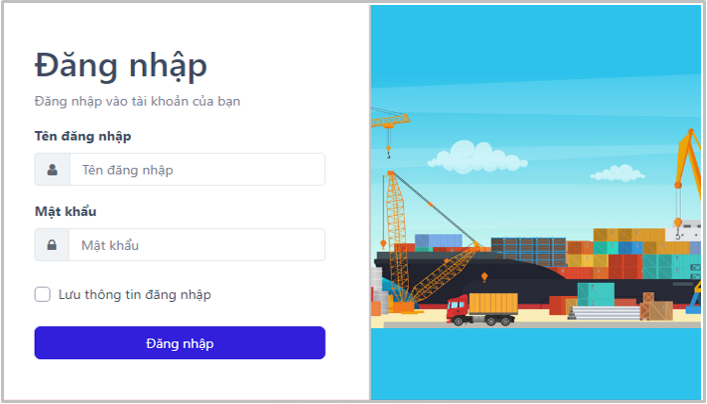 Đăng nhập
Đăng nhập vào tài khoản của bạn
Tên đăng nhập
Tên đăng nhập
Mật khẩu
Mật khẩu
Lưu thông tin đăng nhập
Đăng nhập